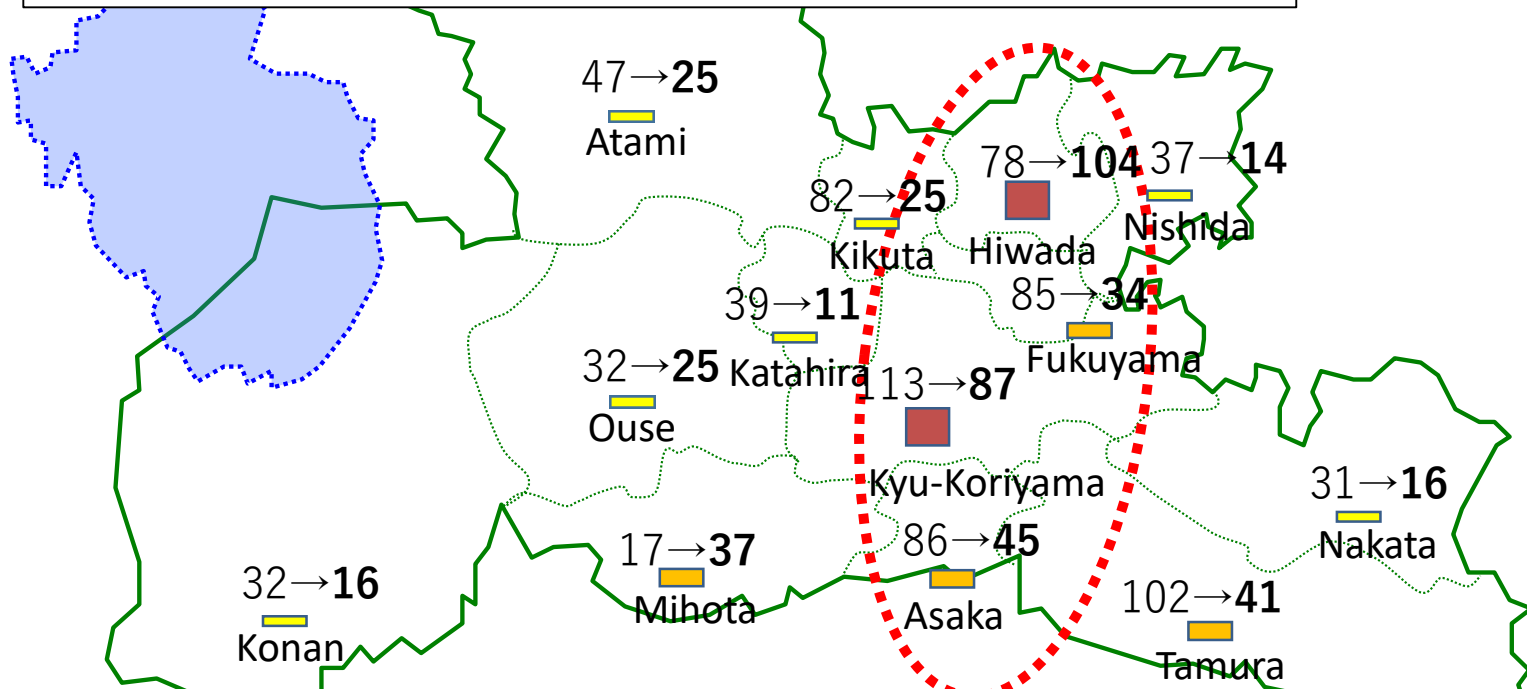 47→25
Atami
78→104
Hiwada
37→14
Nishida
82→25
Kikuta
39→11
Katahira
85→34
Fukuyama
32→25
Ouse
113→87
Kyu-Koriyama
31→16
Nakata
32→16
Konan
17→37
Mihota
86→45
Asaka
102→41
Tamura